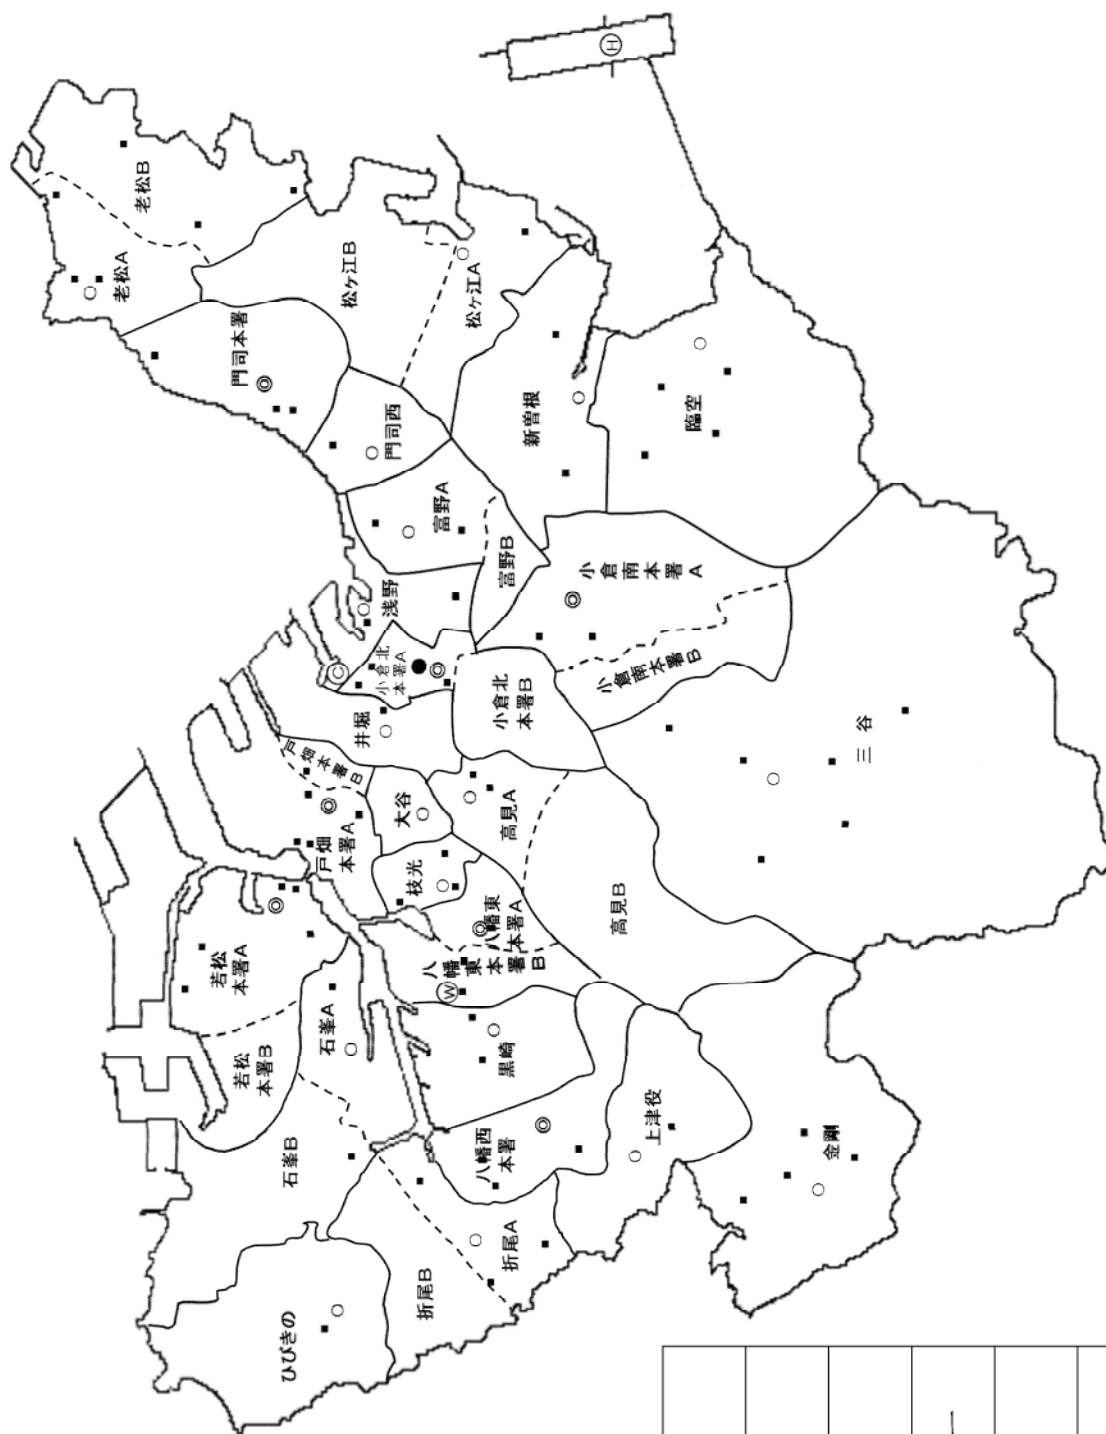 老松B
老松A
松ヶ江B
松ヶ江A
門司本署
門司西
新曽根
臨空
富野A
富野B
浅野
小倉南本署A
小倉南本署B
小倉北
本署A
Ⓒ
小倉北
本署B
井堀
戸畑本署B
戸畑
本署A
大谷
高見A
高見B
枝光
三谷
八幡東
本署A
八幡東
本署B
Ⓦ
若松
本署A
若松
本署B
石峯A
石峯B
黒崎
八幡西
本署
上津役
金剛
折尾A
折尾B
ひびきの
Ⓗ